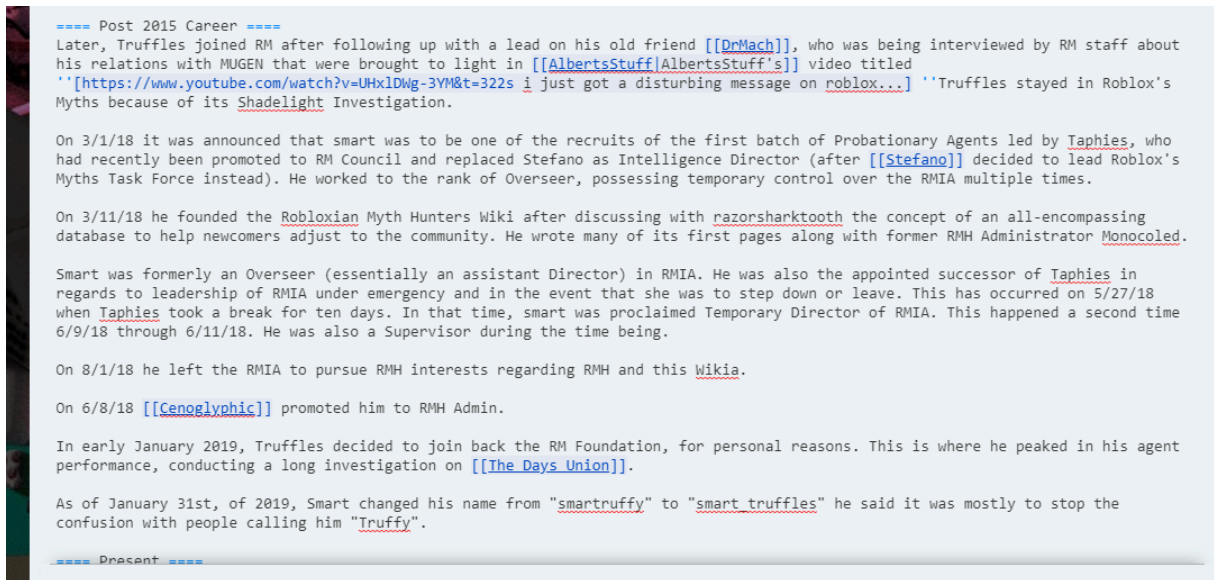 ==== Post 2015 Career ====
Later, Truffles joined RM after following up with a lead on his old friend [[DrMach]], who was being interviewed by RM staff about
his relations with MUGEN that were brought to light in [[AlbertsStuff|AlbertsStuff's]] video titled
''[https://www.youtube.com/watch?v=UHxlDWg-3YM&t=322s i just got a disturbing message on roblox...] ''Truffles stayed in Roblox's
Myths because of its Shadelight Investigation.
On 3/1/18 it was announced that smart was to be one of the recruits of the first batch of Probationary Agents led by Taphies, who
had recently been promoted to RM Council and replaced Stefano as Intelligence Director (after [[Stefano]] decided to lead Roblox's
Myths Task Force instead). He worked to the rank of Overseer, possessing temporary control over the RMIA multiple times.
On 3/11/18 he founded the Robloxian Myth Hunters Wiki after discussing with razorsharktooth the concept of an all-encompassing
database to help newcomers adjust to the community. He wrote many of its first pages along with former RMH Administrator Monocoled.
Smart was formerly an Overseer (essentially an assistant Director) in RMIA. He was also the appointed successor of Taphies in
regards to leadership of RMIA under emergency and in the event that she was to step down or leave. This has occurred on 5/27/18
when Taphies took a break for ten days. In that time, smart was proclaimed Temporary Director of RMIA. This happened a second time
6/9/18 through 6/11/18. He was also a Supervisor during the time being.
On 8/1/18 he left the RMIA to pursue RMH interests regarding RMH and this Wikia.
On 6/8/18 [[Cenoglyphic]] promoted him to RMH Admin.
In early January 2019, Truffles decided to join back the RM Foundation, for personal reasons. This is where he peaked in his agent
performance, conducting a long investigation on [[The Days Union]].
As of January 31st, of 2019, Smart changed his name from "smartruffy" to "smart_truffles" he said it was mostly to stop the
confusion with people calling him "Truffy".
==== Present ====